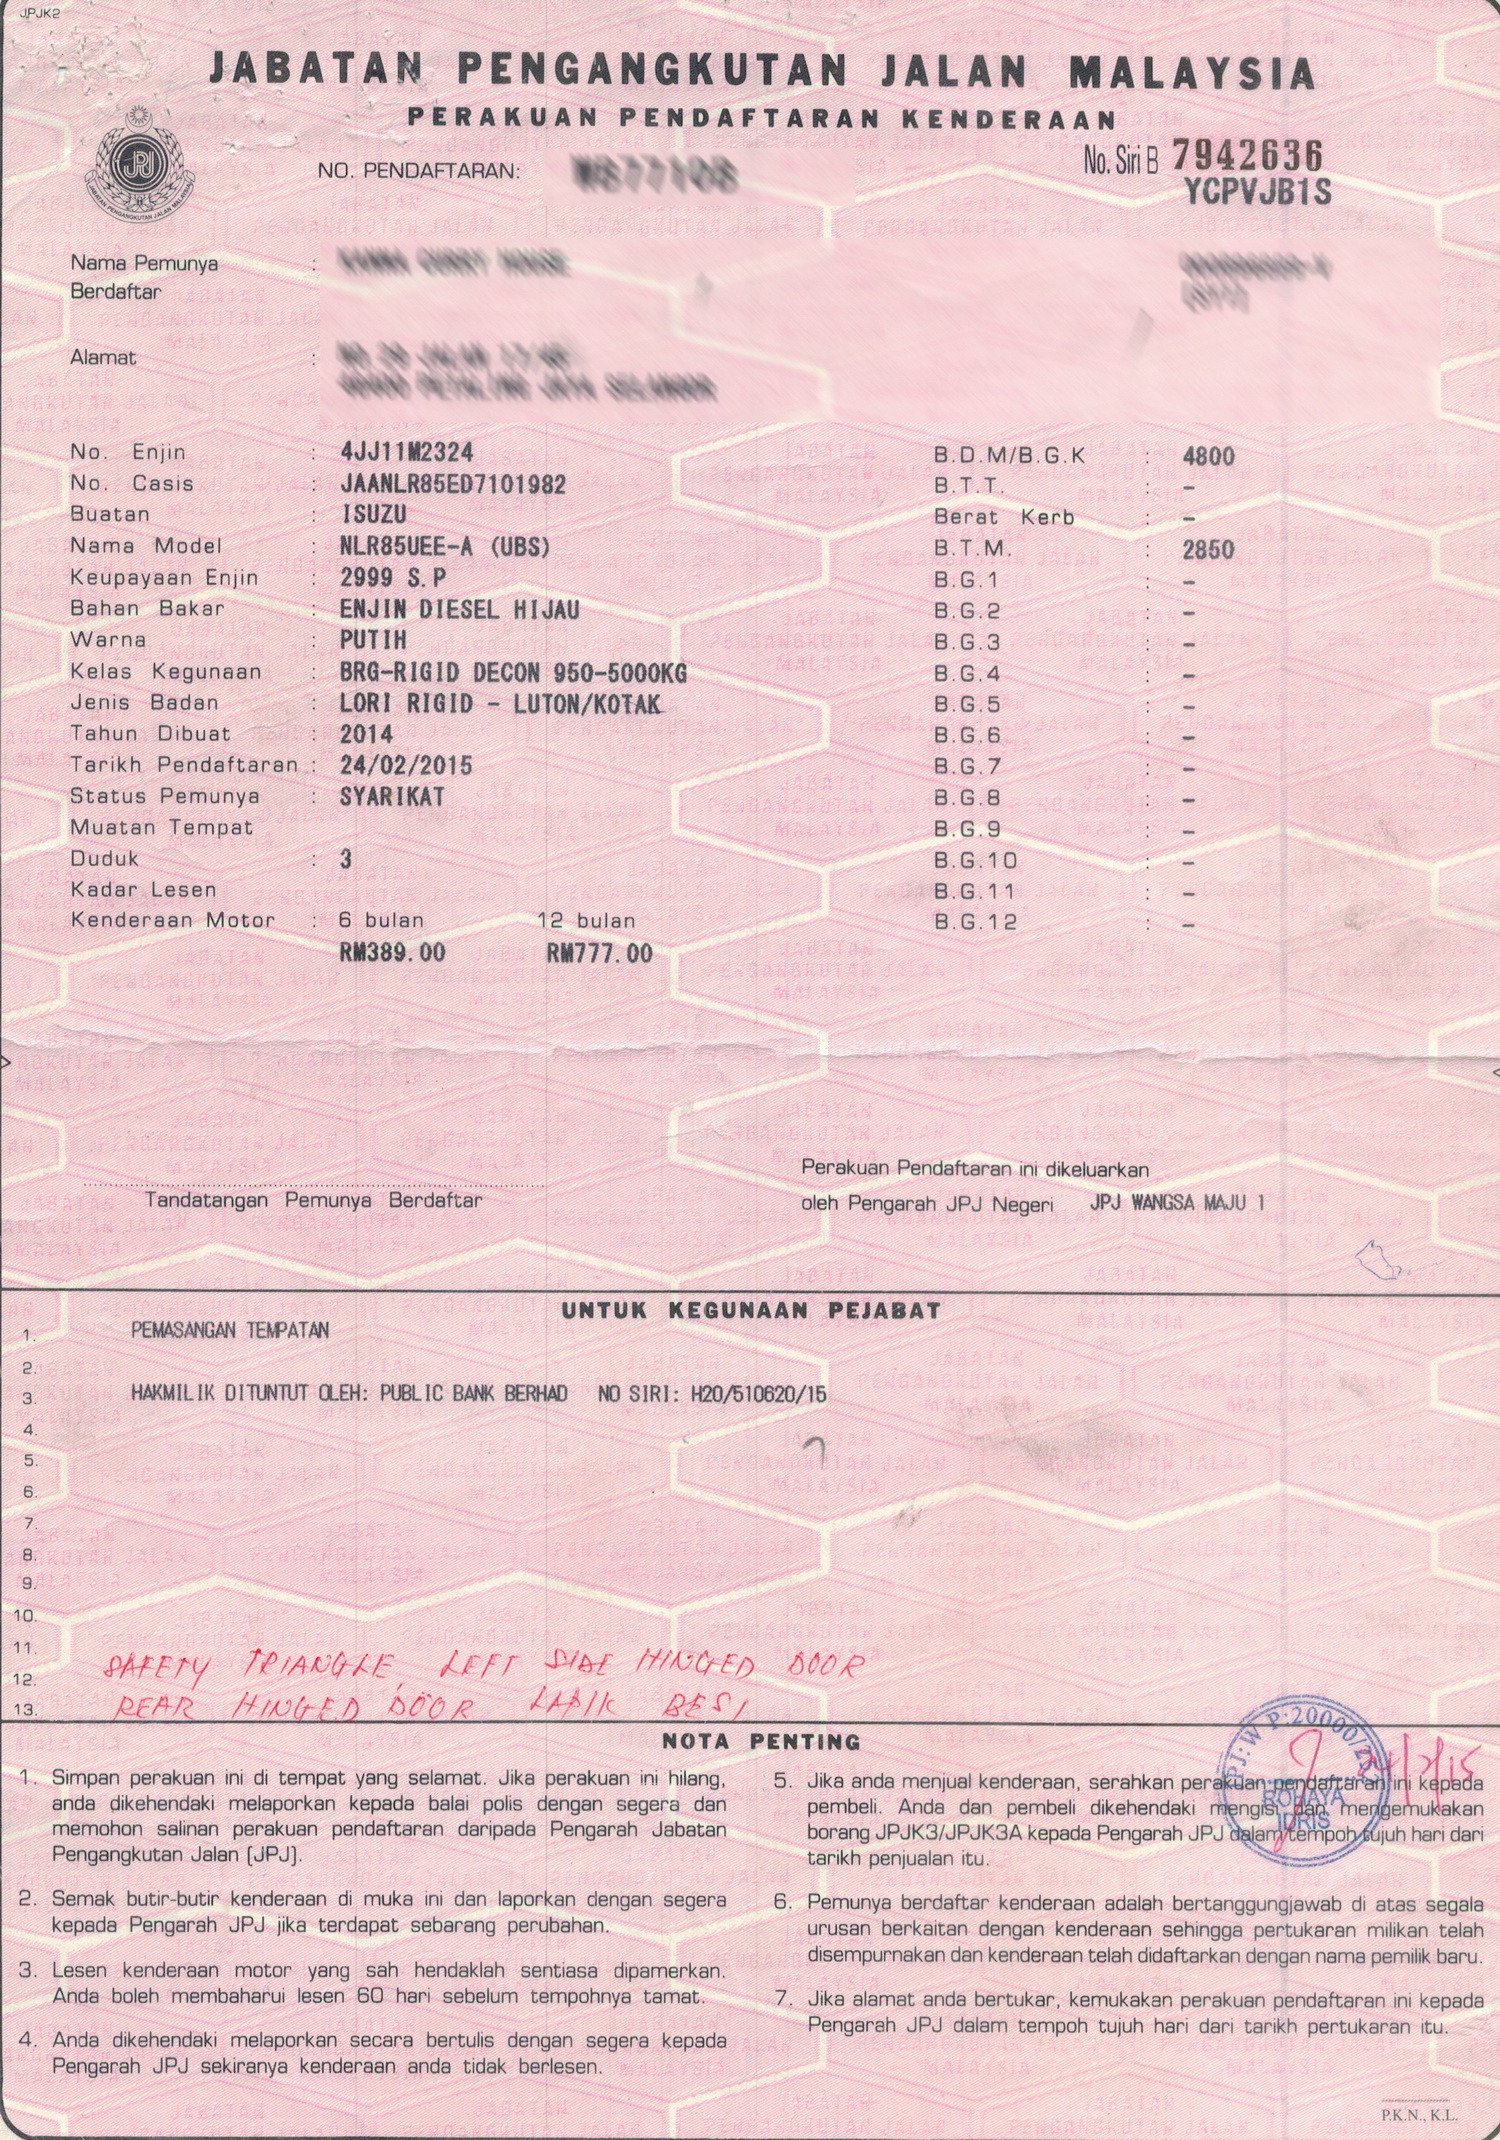 JPJK2
JABATAN PENGANGKUTAN JALAN MALAYSIA
PERAKUAN PENDAFTARAN KENDERAAN
NO. PENDAFTARAN:
No. Siri B 7942636
YCPVJB1S
Nama Pemunya :
Berdaftar
Alamat :
No. Enjin : 4JJ11M2324
No. Casis : JAANLR85ED7101982
Buatan : ISUZU
Nama Model : NLR85UEE-A (UBS)
Keupayaan Enjin : 2999 S.P
Bahan Bakar : ENJIN DIESEL HIJAU
Warna : PUTIH
Kelas Kegunaan : BRG-RIGID DECON 950-5000KG
Jenis Badan : LORI RIGID - LUTON/KOTAK
Tahun Dibuat : 2014
Tarikh Pendaftaran : 24/02/2015
Status Pemunya : SYARIKAT
Muatan Tempat
Duduk : 3
Kadar Lesen
Kenderaan Motor : 6 bulan 12 bulan
RM389.00 RM777.00
B.D.M/B.G.K : 4800
B.T.T. : -
Berat Kerb : -
B.T.M. : 2850
B.G.1 : -
B.G.2 : -
B.G.3 : -
B.G.4 : -
B.G.5 : -
B.G.6 : -
B.G.7 : -
B.G.8 : -
B.G.9 : -
B.G.10 : -
B.G.11 : -
B.G.12 : -
Tandatangan Pemunya Berdaftar
Perakuan Pendaftaran ini dikeluarkan
oleh Pengarah JPJ Negeri JPJ WANGSA MAJU 1
UNTUK KEGUNAAN PEJABAT
1. PEMASANGAN TEMPATAN
2.
3. HAKMILIK DITUNTUT OLEH: PUBLIC BANK BERHAD NO SIRI: H20/510620/15
4.
5.
6.
7.
8.
9.
10.
11.
12. SAFETY TRIANGLE, LEFT SIDE HINGED DOOR
13. REAR HINGED DOOR LAPIK BESI
NOTA PENTING
1. Simpan perakuan ini di tempat yang selamat. Jika perakuan ini hilang,
anda dikehendaki melaporkan kepada balai polis dengan segera dan
memohon salinan perakuan pendaftaran daripada Pengarah Jabatan
Pengangkutan Jalan (JPJ).
2. Semak butir-butir kenderaan di muka ini dan laporkan dengan segera
kepada Pengarah JPJ jika terdapat sebarang perubahan.
3. Lesen kenderaan motor yang sah hendaklah sentiasa dipamerkan.
Anda boleh membaharui lesen 60 hari sebelum tempohnya tamat.
4. Anda dikehendaki melaporkan secara bertulis dengan segera kepada
Pengarah JPJ sekiranya kenderaan anda tidak berlesen.
5. Jika anda menjual kenderaan, serahkan perakuan pendaftaran ini kepada
pembeli. Anda dan pembeli dikehendaki mengisi dan mengemukakan
borang JPJK3/JPJK3A kepada Pengarah JPJ dalam tempoh tujuh hari dari
tarikh penjualan itu.
6. Pemunya berdaftar kenderaan adalah bertanggungjawab di atas segala
urusan berkaitan dengan kenderaan sehingga pertukaran milikan telah
disempurnakan dan kenderaan telah didaftarkan dengan nama pemilik baru.
7. Jika alamat anda bertukar, kemukakan perakuan pendaftaran ini kepada
Pengarah JPJ dalam tempoh tujuh hari dari tarikh pertukaran itu.
ROHAYA
IDRIS
P.K.N., K.L.